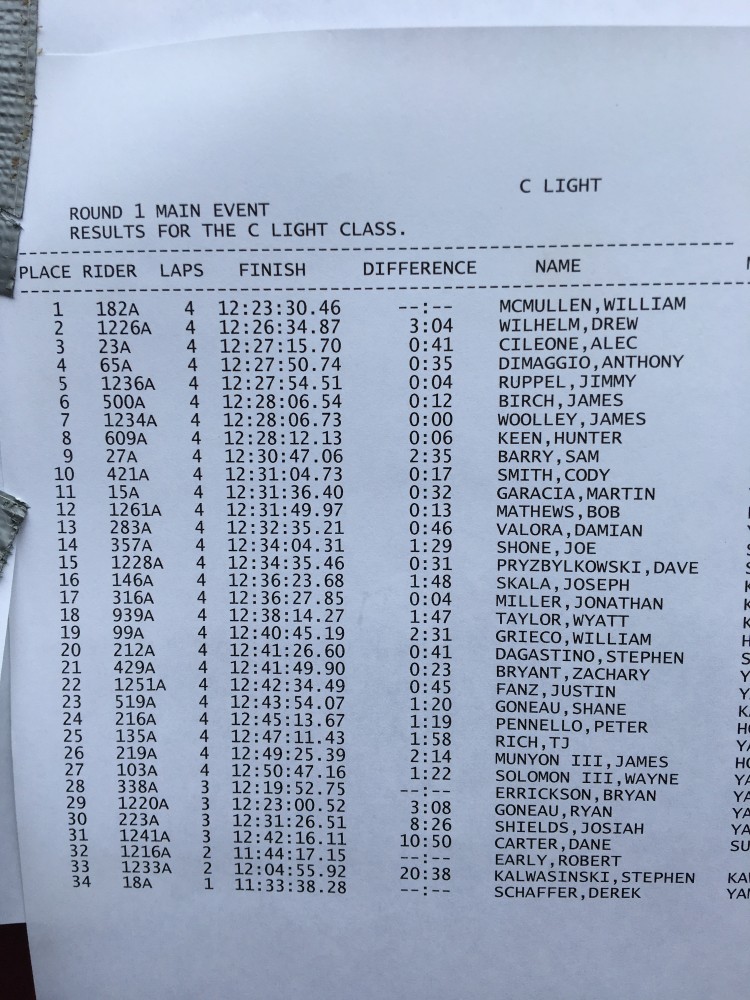 C LIGHT
ROUND 1 MAIN EVENT
RESULTS FOR THE C LIGHT CLASS.
PLACE RIDER LAPS FINISH DIFFERENCE NAME
1 182A 4 12:23:30.46 --:-- MCMULLEN,WILLIAM
2 1226A 4 12:26:34.87 3:04 WILHELM,DREW
3 23A 4 12:27:15.70 0:41 CILEONE,ALEC
4 65A 4 12:27:50.74 0:35 DIMAGGIO,ANTHONY
5 1236A 4 12:27:54.51 0:04 RUPPEL,JIMMY
6 500A 4 12:28:06.54 0:12 BIRCH,JAMES
7 1234A 4 12:28:06.73 0:00 WOOLLEY,JAMES
8 609A 4 12:28:12.13 0:06 KEEN,HUNTER
9 27A 4 12:30:47.06 2:35 BARRY,SAM
10 421A 4 12:31:04.73 0:17 SMITH,CODY
11 15A 4 12:31:36.40 0:32 GARACIA,MARTIN
12 1261A 4 12:31:49.97 0:13 MATHEWS,BOB
13 283A 4 12:32:35.21 0:46 VALORA,DAMIAN
14 357A 4 12:34:04.31 1:29 SHONE,JOE
15 1228A 4 12:34:35.46 0:31 PRYZBYLKOWSKI,DAVE
16 146A 4 12:36:23.68 1:48 SKALA,JOSEPH
17 316A 4 12:36:27.85 0:04 MILLER,JONATHAN
18 939A 4 12:38:14.27 1:47 TAYLOR,WYATT
19 99A 4 12:40:45.19 2:31 GRIECO,WILLIAM
20 212A 4 12:41:26.60 0:41 DAGASTINO,STEPHEN
21 429A 4 12:41:49.90 0:23 BRYANT,ZACHARY
22 1251A 4 12:42:34.49 0:45 FANZ,JUSTIN
23 519A 4 12:43:54.07 1:20 GONEAU,SHANE
24 216A 4 12:45:13.67 1:19 PENNELLO,PETER
25 135A 4 12:47:11.43 1:58 RICH,TJ
26 219A 4 12:49:25.39 2:14 MUNYON III,JAMES
27 103A 4 12:50:47.16 1:22 SOLOMON III,WAYNE
28 338A 3 12:19:52.75 --:-- ERRICKSON,BRYAN
29 1220A 3 12:23:00.52 3:08 GONEAU,RYAN
30 223A 3 12:31:26.51 8:26 SHIELDS,JOSIAH
31 1241A 3 12:42:16.11 10:50 CARTER,DANE
32 1216A 2 11:44:17.15 --:-- EARLY,ROBERT
33 1233A 2 12:04:55.92 20:38 KALWASINSKI,STEPHEN
34 18A 1 11:33:38.28 --:-- SCHAFFER,DEREK